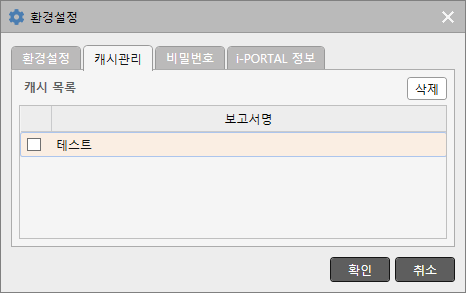 환경설정
환경설정 캐시관리 비밀번호 i-PORTAL 정보
캐시 목록 삭제
보고서명
테스트
확인 취소